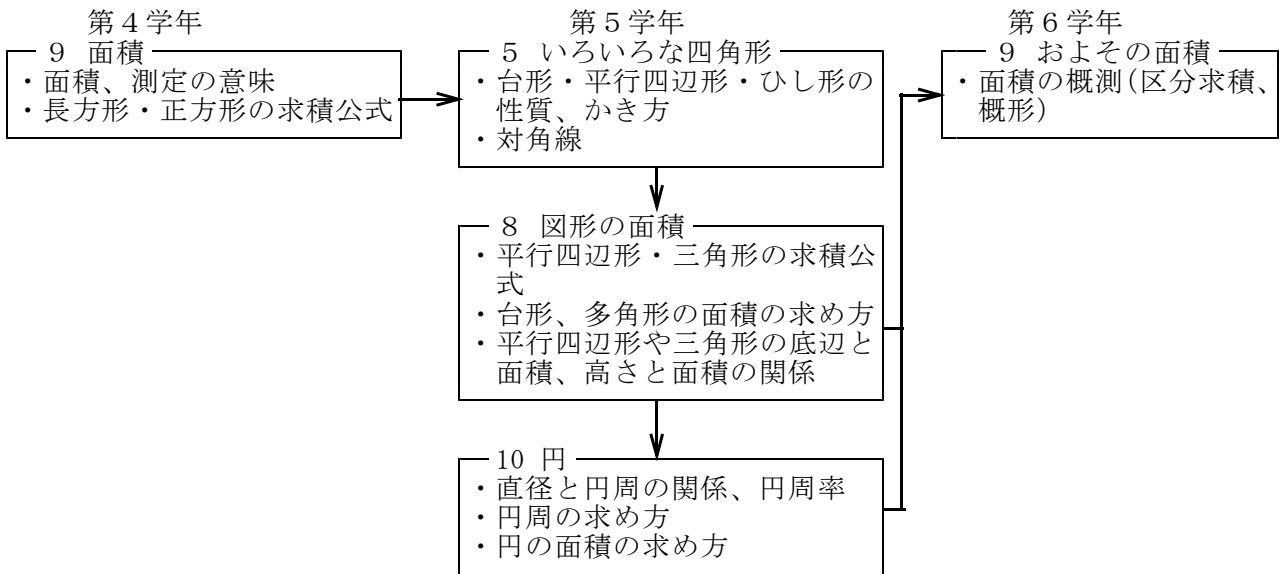 第４学年
９ 面積
・面積、測定の意味
・長方形・正方形の求積公式
第５学年
５ いろいろな四角形
・台形・平行四辺形・ひし形の
性質、かき方
・対角線
８ 図形の面積
・平行四辺形・三角形の求積公
式
・台形、多角形の面積の求め方
・平行四辺形や三角形の底辺と
面積、高さと面積の関係
10 円
・直径と円周の関係、円周率
・円周の求め方
・円の面積の求め方
第６学年
９ およその面積
・面積の概測(区分求積、
概形)